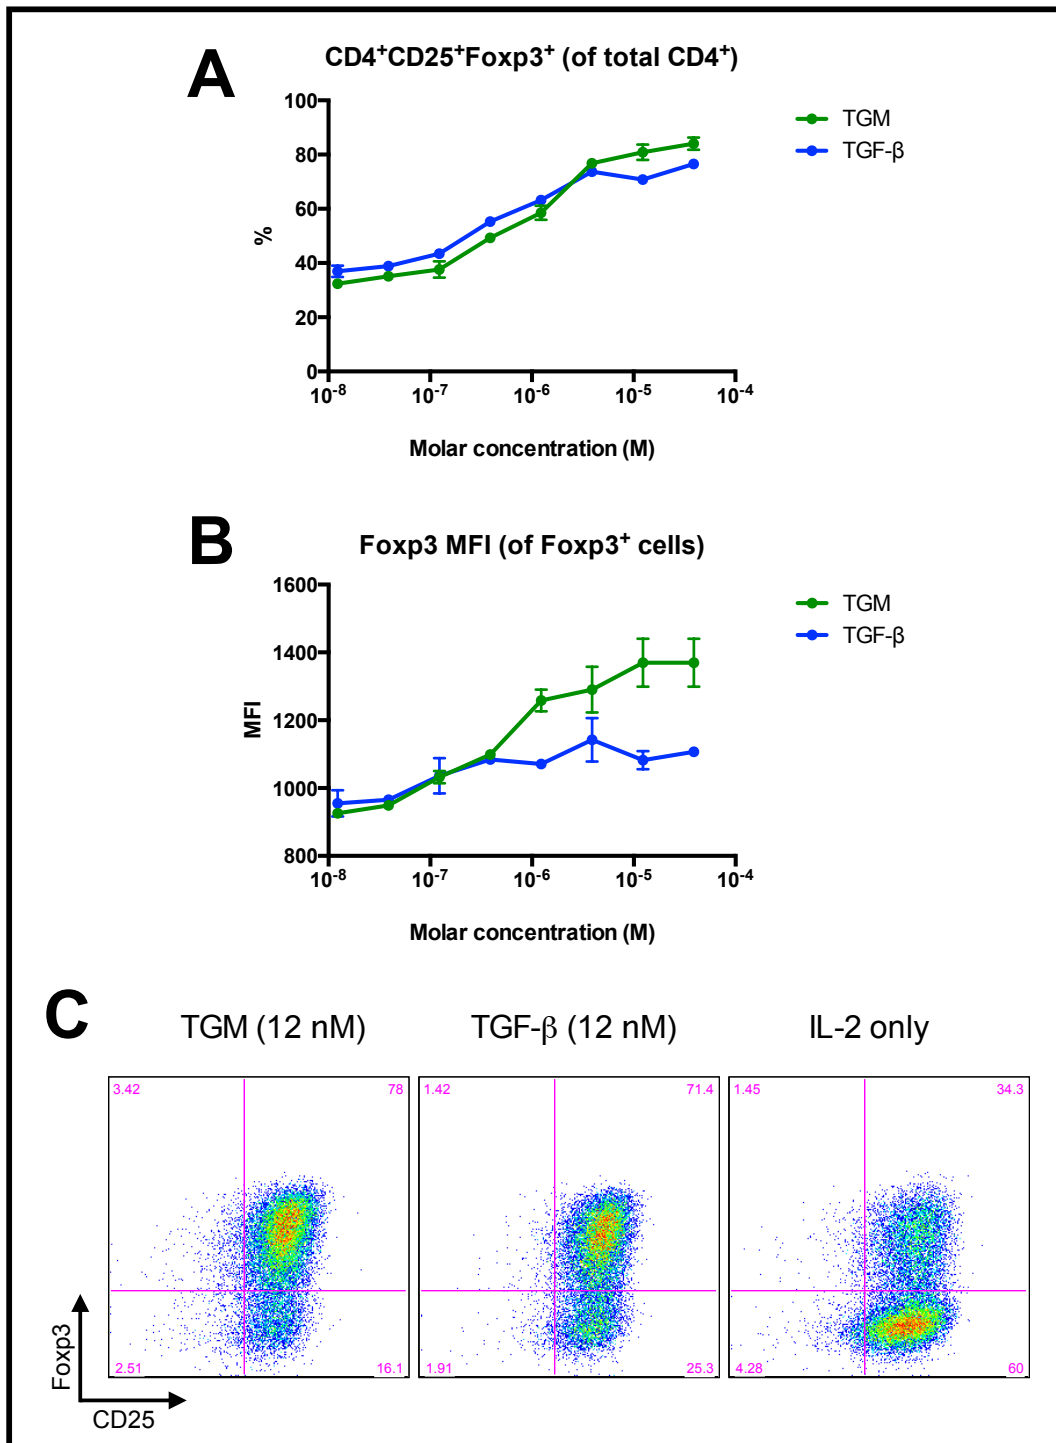 A
CD4⁺CD25⁺Foxp3⁺ (of total CD4⁺)
100
80
60
40
20
0
%
10⁻⁸ 10⁻⁷ 10⁻⁶ 10⁻⁵ 10⁻⁴
Molar concentration (M)
TGM
TGF-β
B
Foxp3 MFI (of Foxp3⁺ cells)
1600
1400
1200
1000
800
MFI
10⁻⁸ 10⁻⁷ 10⁻⁶ 10⁻⁵ 10⁻⁴
Molar concentration (M)
TGM
TGF-β
C
TGM (12 nM) TGF-β (12 nM) IL-2 only
3.42 78 1.42 71.4 1.45 34.3
2.51 16.1 1.91 25.3 4.28 60
Foxp3
CD25